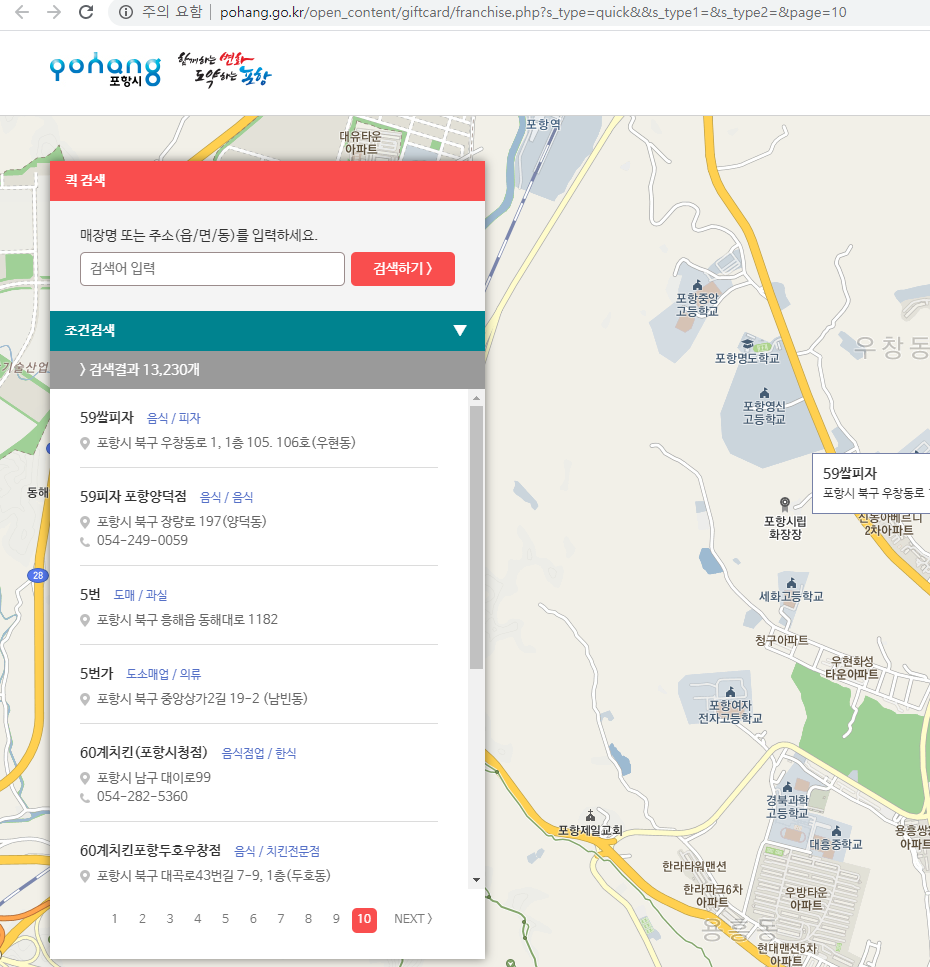 주의 요함
pohang.go.kr/open_content/giftcard/franchise.php?s_type=quick&&s_type1=&s_type2=&page=10
pohang
포항시
함께하는 변화
도약하는 포항
퀵 검색
매장명 또는 주소(읍/면/동)를 입력하세요.
검색어 입력
검색하기 〉
조건검색
▼
〉검색결과 13,230개
59쌀피자 음식 / 피자
포항시 북구 우창동로 1, 1층 105. 106호(우현동)
59피자 포항양덕점 음식 / 음식
포항시 북구 장량로 197(양덕동)
054-249-0059
5번 도매 / 과실
포항시 북구 흥해읍 동해대로 1182
5번가 도소매업 / 의류
포항시 북구 중앙상가2길 19-2 (남빈동)
60계치킨(포항시청점) 음식점업 / 한식
포항시 남구 대이로99
054-282-5360
60계치킨포항두호우창점 음식 / 치킨전문점
포항시 북구 대곡로43번길 7-9, 1층(두호동)
1 2 3 4 5 6 7 8 9 10 NEXT 〉
포항역
대유타운
아파트
기술산업
동해
28
포항중앙
고등학교
우창동
포항명도학교
포항영신
고등학교
59쌀피자
포항시 북구 우창동로
포항시립
화장장
신동아베르디
2차아파트
세화고등학교
청구아파트
우현화성
타운아파트
포항여자
전자고등학교
경북과학
고등학교
포항제일교회
대흥중학교
용흥쌍용
아파트
한라타워맨션
한라파크6차
아파트
우방타운
아파트
용흥동
현대맨션5차
아파트